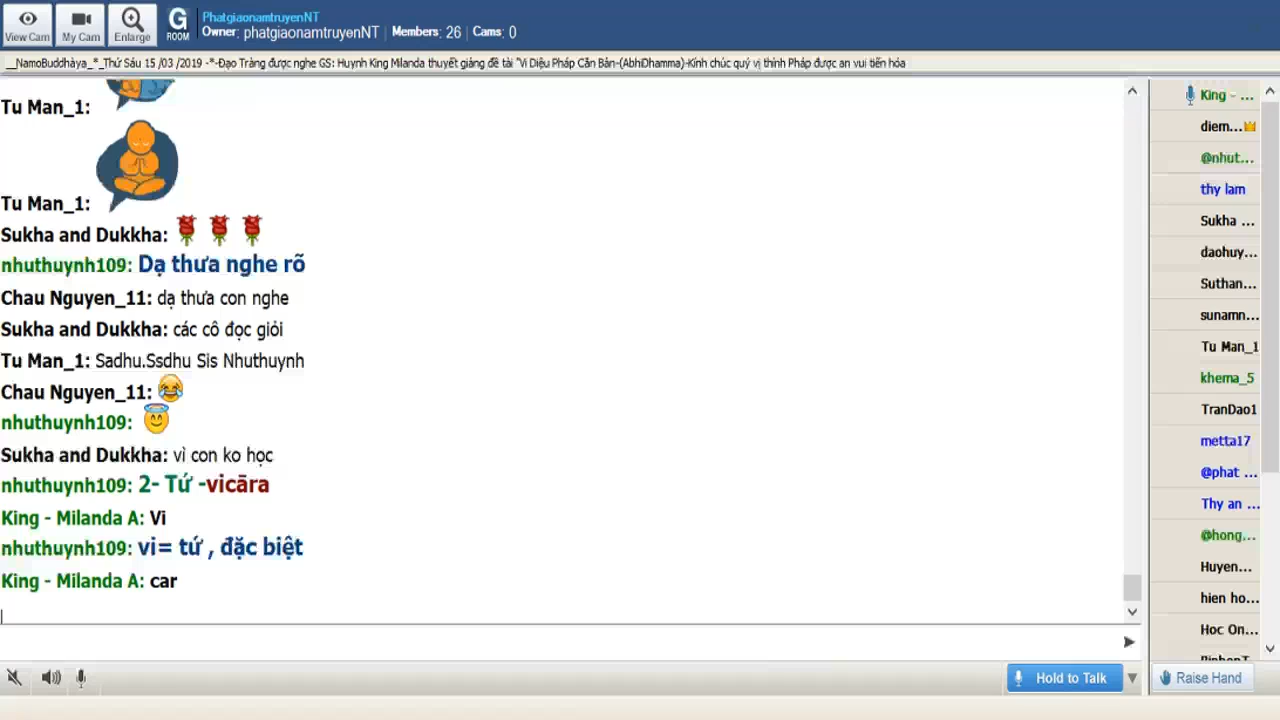 View Cam
My Cam
Enlarge
G
ROOM
PhatgiaonamtruyenNT
Owner: phatgiaonamtruyenNT | Members: 26 | Cams: 0
__NamoBuddhàya_*_Thứ Sáu 15 /03 /2019 -*-Đạo Tràng được nghe GS: Huynh King Milanda thuyết giảng đề tài "Vi Diệu Pháp Căn Bản-(AbhiDhamma)-Kính chúc quý vị thính Pháp được an vui tiến hóa
Tu Man_1:
Tu Man_1:
Sukha and Dukkha:
nhuthuynh109: Dạ thưa nghe rõ
Chau Nguyen_11: dạ thưa con nghe
Sukha and Dukkha: các cô đọc giỏi
Tu Man_1: Sadhu.Ssdhu Sis Nhuthuynh
Chau Nguyen_11:
nhuthuynh109:
Sukha and Dukkha: vì con ko học
nhuthuynh109: 2- Tứ -vicāra
King - Milanda A: Vi
nhuthuynh109: vi= tứ , đặc biệt
King - Milanda A: car
King - ...
diem...
@nhut...
thy lam
Sukha ...
daohuy...
Suthan...
sunamn...
Tu Man_1
khema_5
TranDao1
metta17
@phat ...
Thy an ...
@hong...
Huyen...
hien ho...
Hoc On...
Hold to Talk
Raise Hand